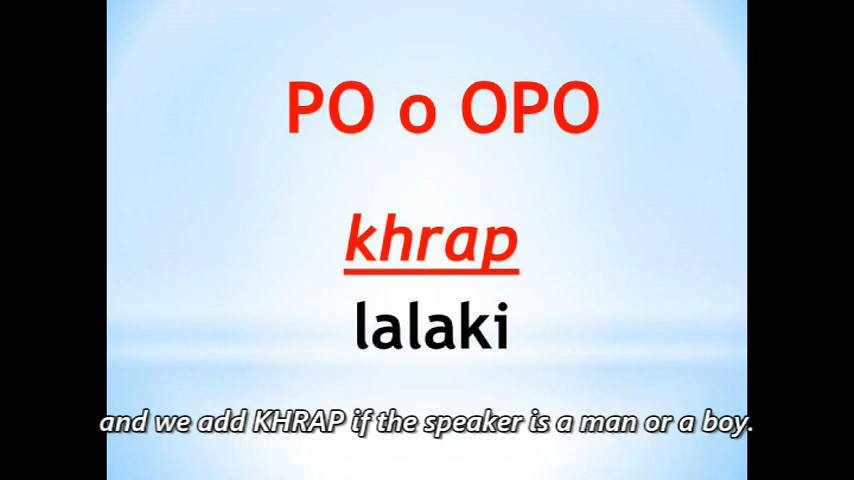 PO o OPO
khrap
lalaki
and we add KHRAP if the speaker is a man or a boy.